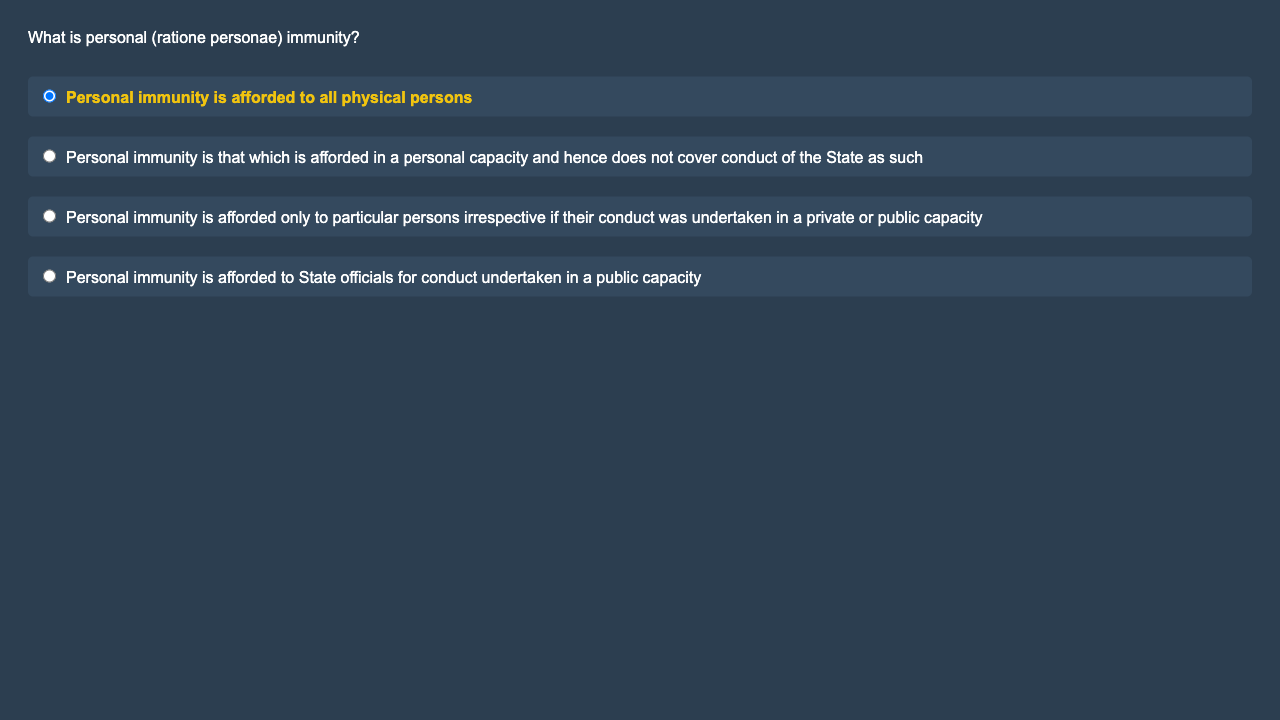 What is personal (ratione personae) immunity?
Personal immunity is afforded to all physical persons
Personal immunity is that which is afforded in a personal capacity and hence does not cover conduct of the State as such
Personal immunity is afforded only to particular persons irrespective if their conduct was undertaken in a private or public capacity
Personal immunity is afforded to State officials for conduct undertaken in a public capacity